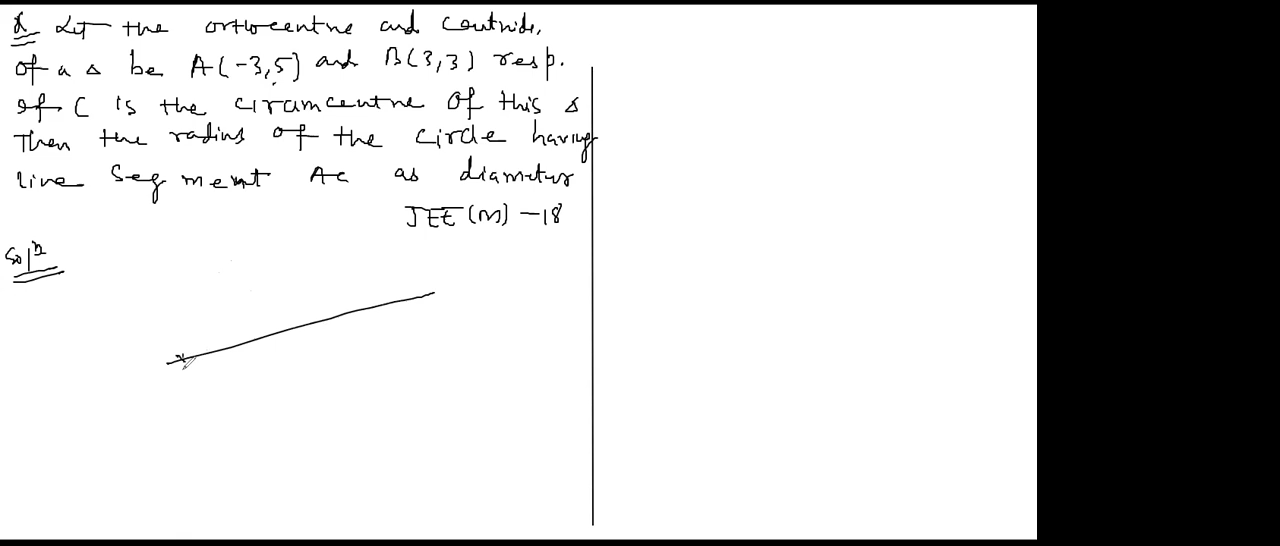 Q Let the orthocentre and centroid
of a Δ be A(-3,5) and B(3,3) resp.
If C is the circumcentre of this Δ
Then the radius of the circle having
line segment AC as diameter
JEE(M) -18
Solⁿ